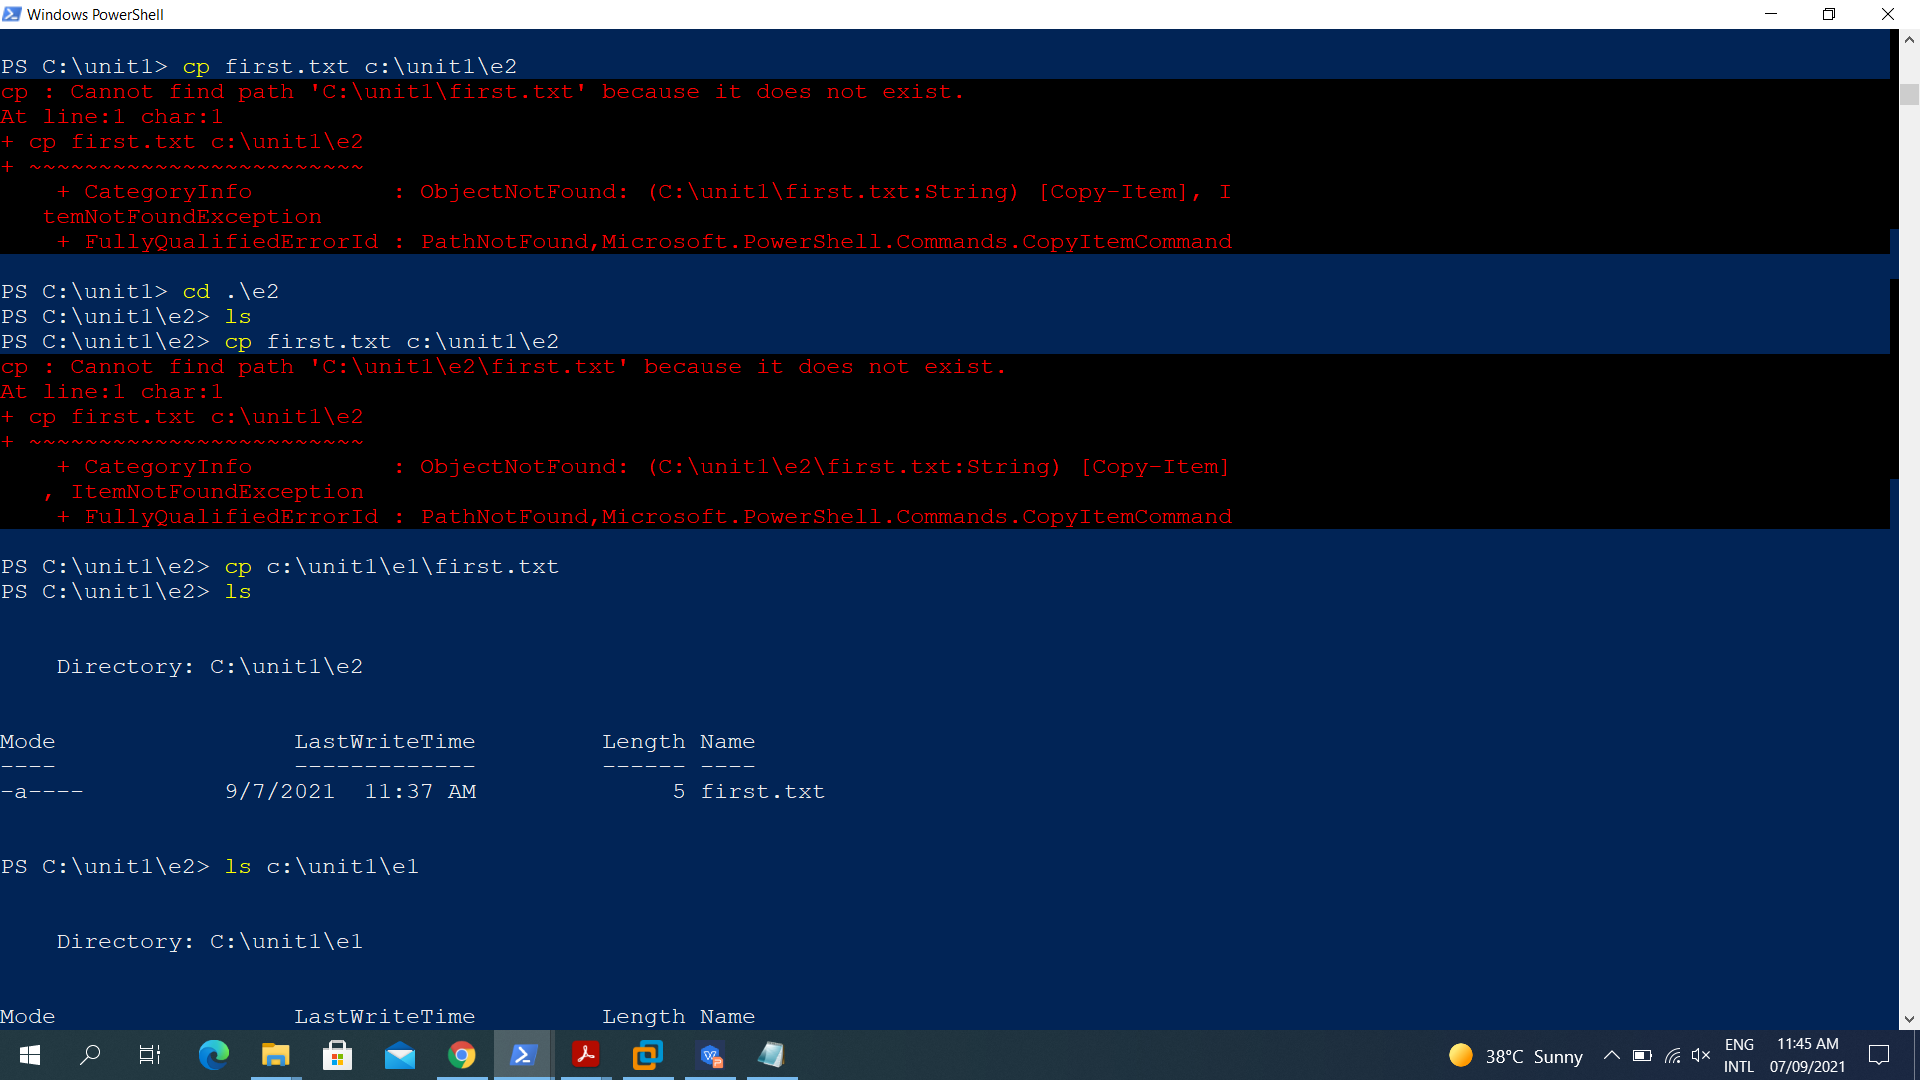 Windows PowerShell
PS C:\unit1> cp first.txt c:\unit1\e2
cp : Cannot find path 'C:\unit1\first.txt' because it does not exist.
At line:1 char:1
+ cp first.txt c:\unit1\e2
+ ~~~~~~~~~~~~~~~~~~~~~~~~
    + CategoryInfo          : ObjectNotFound: (C:\unit1\first.txt:String) [Copy-Item], I
   temNotFoundException
    + FullyQualifiedErrorId : PathNotFound,Microsoft.PowerShell.Commands.CopyItemCommand
PS C:\unit1> cd .\e2
PS C:\unit1\e2> ls
PS C:\unit1\e2> cp first.txt c:\unit1\e2
cp : Cannot find path 'C:\unit1\e2\first.txt' because it does not exist.
At line:1 char:1
+ cp first.txt c:\unit1\e2
+ ~~~~~~~~~~~~~~~~~~~~~~~~
    + CategoryInfo          : ObjectNotFound: (C:\unit1\e2\first.txt:String) [Copy-Item]
   , ItemNotFoundException
    + FullyQualifiedErrorId : PathNotFound,Microsoft.PowerShell.Commands.CopyItemCommand
PS C:\unit1\e2> cp c:\unit1\e1\first.txt
PS C:\unit1\e2> ls
    Directory: C:\unit1\e2
Mode                 LastWriteTime         Length Name
----                 -------------         ------ ----
-a----          9/7/2021  11:37 AM              5 first.txt
PS C:\unit1\e2> ls c:\unit1\e1
    Directory: C:\unit1\e1
Mode                 LastWriteTime         Length Name
38°C Sunny
ENG
INTL
11:45 AM
07/09/2021